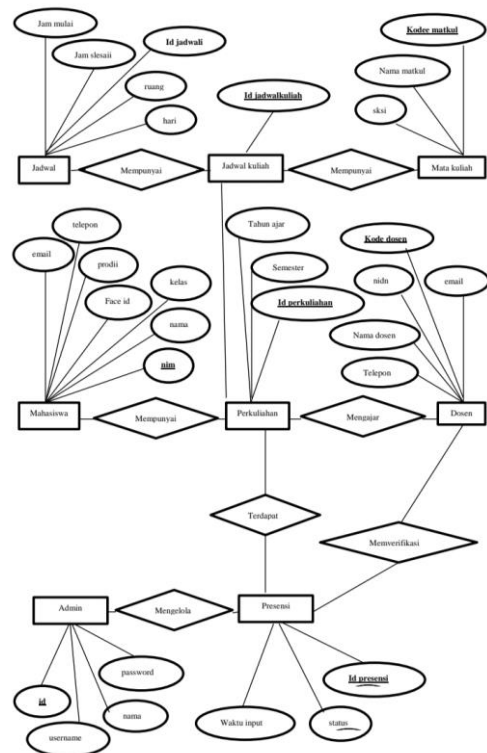 Jam mulai
Jam slesaii
Id jadwali
Kodee matkul
ruang
Id jadwalkuliah
Nama matkul
hari
sksi
Jadwal
Mempunyai
Jadwal kuliah
Mempunyai
Mata kuliah
telepon
Tahun ajar
Kode dosen
email
prodii
kelas
Semester
nidn
email
Face id
Id perkuliahan
nama
Nama dosen
nim
Telepon
Mahasiswa
Mempunyai
Perkuliahan
Mengajar
Dosen
Terdapat
Memverifikasi
Admin
Mengelola
Presensi
password
Id presensi
id
nama
Waktu input
status
username